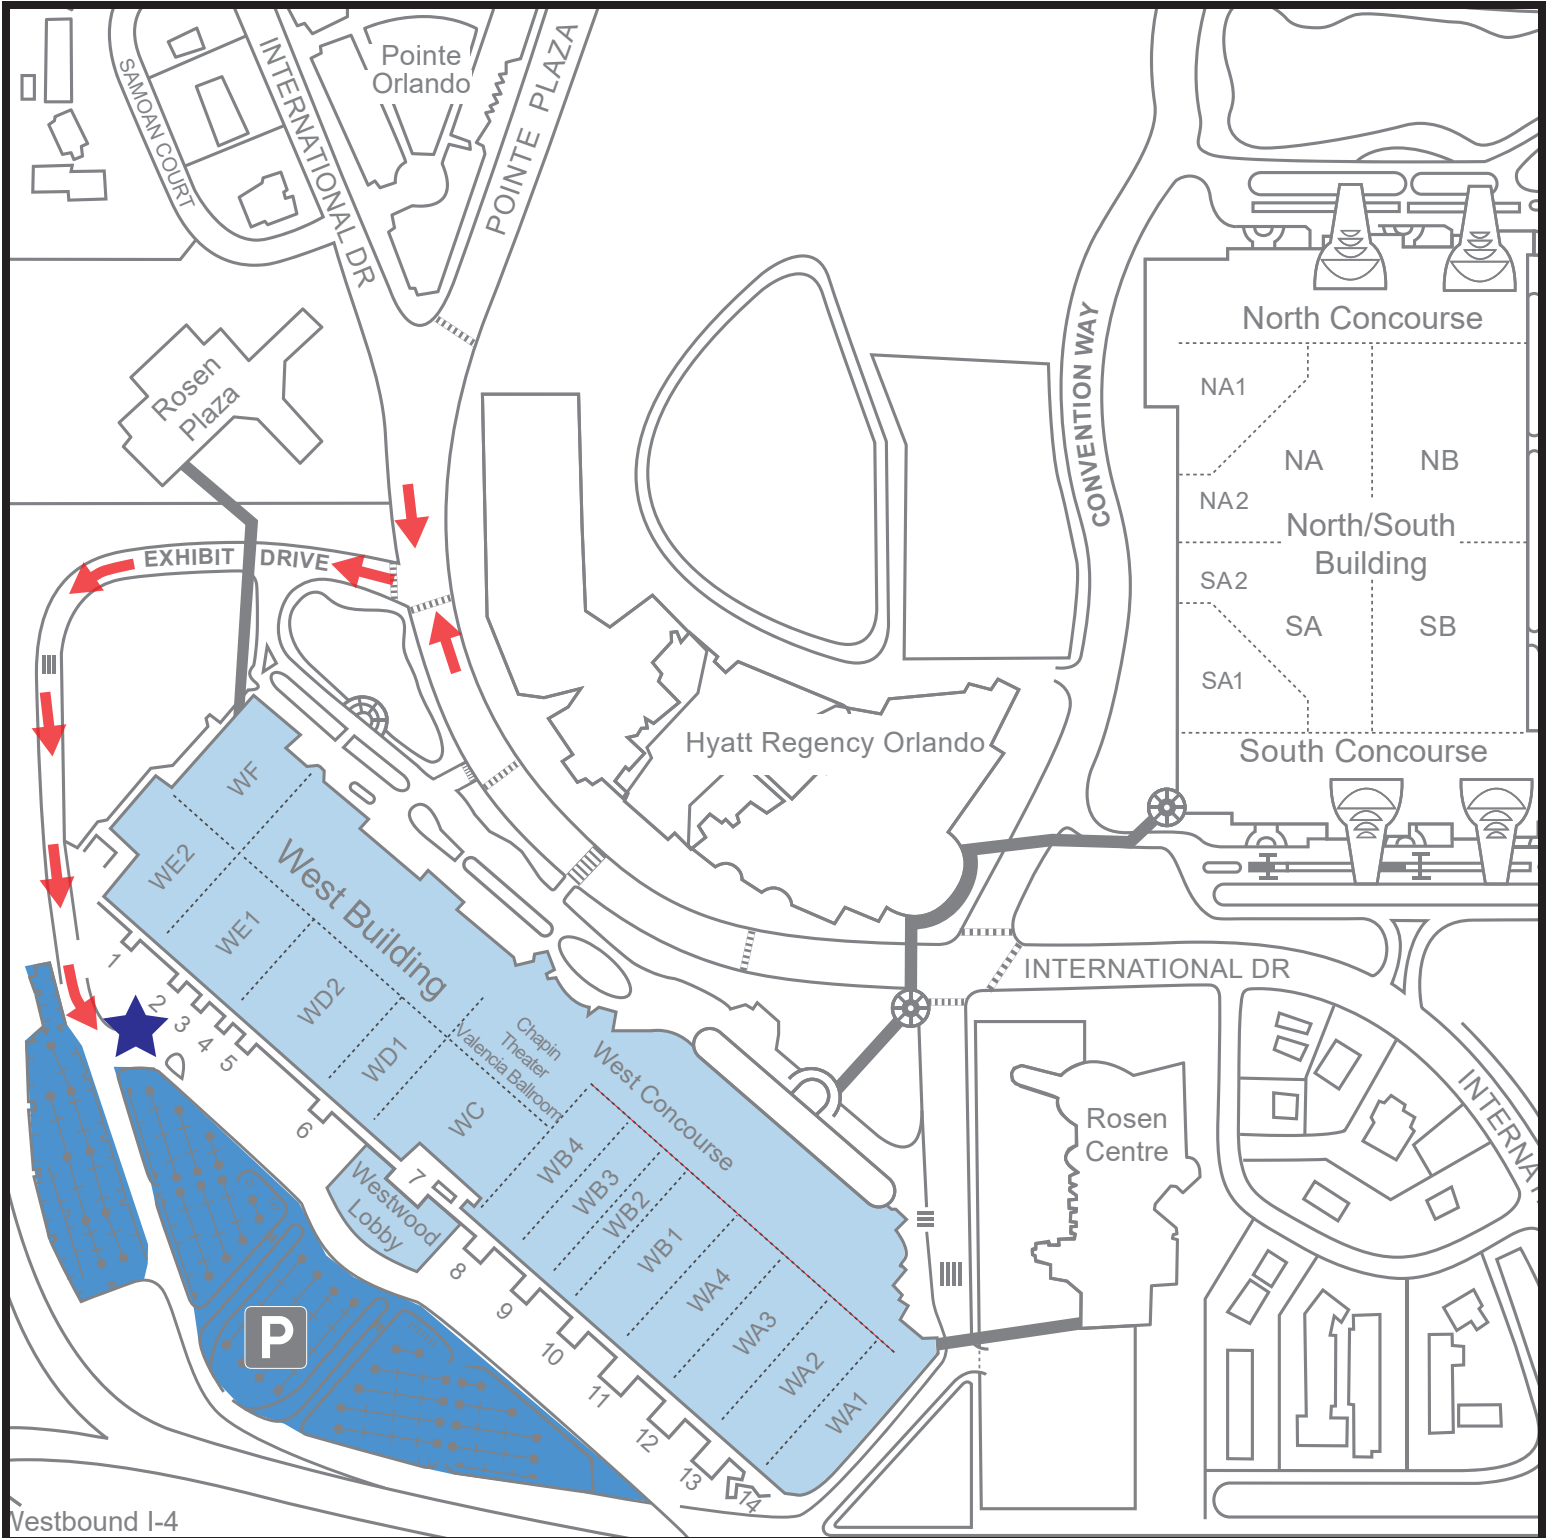 Pointe
Orlando
SAMOAN COURT
INTERNATIONAL DR
POINTE PLAZA
CONVENTION WAY
North Concourse
NA1
NA
NB
NA2
North/South
Building
SA2
SA
SB
SA1
South Concourse
Rosen
Plaza
EXHIBIT DRIVE
Hyatt Regency Orlando
WF
WE2
West Building
WE1
WD2
WD1
WC
Chapin
Theater
Valencia Ballroom
West Concourse
WB4
WB3
WB2
WB1
WA4
WA3
WA2
WA1
INTERNATIONAL DR
INTERNA
Rosen
Centre
1
2
3
4
5
6
7
Westwood
Lobby
8
9
10
11
12
13
14
P
Westbound I-4